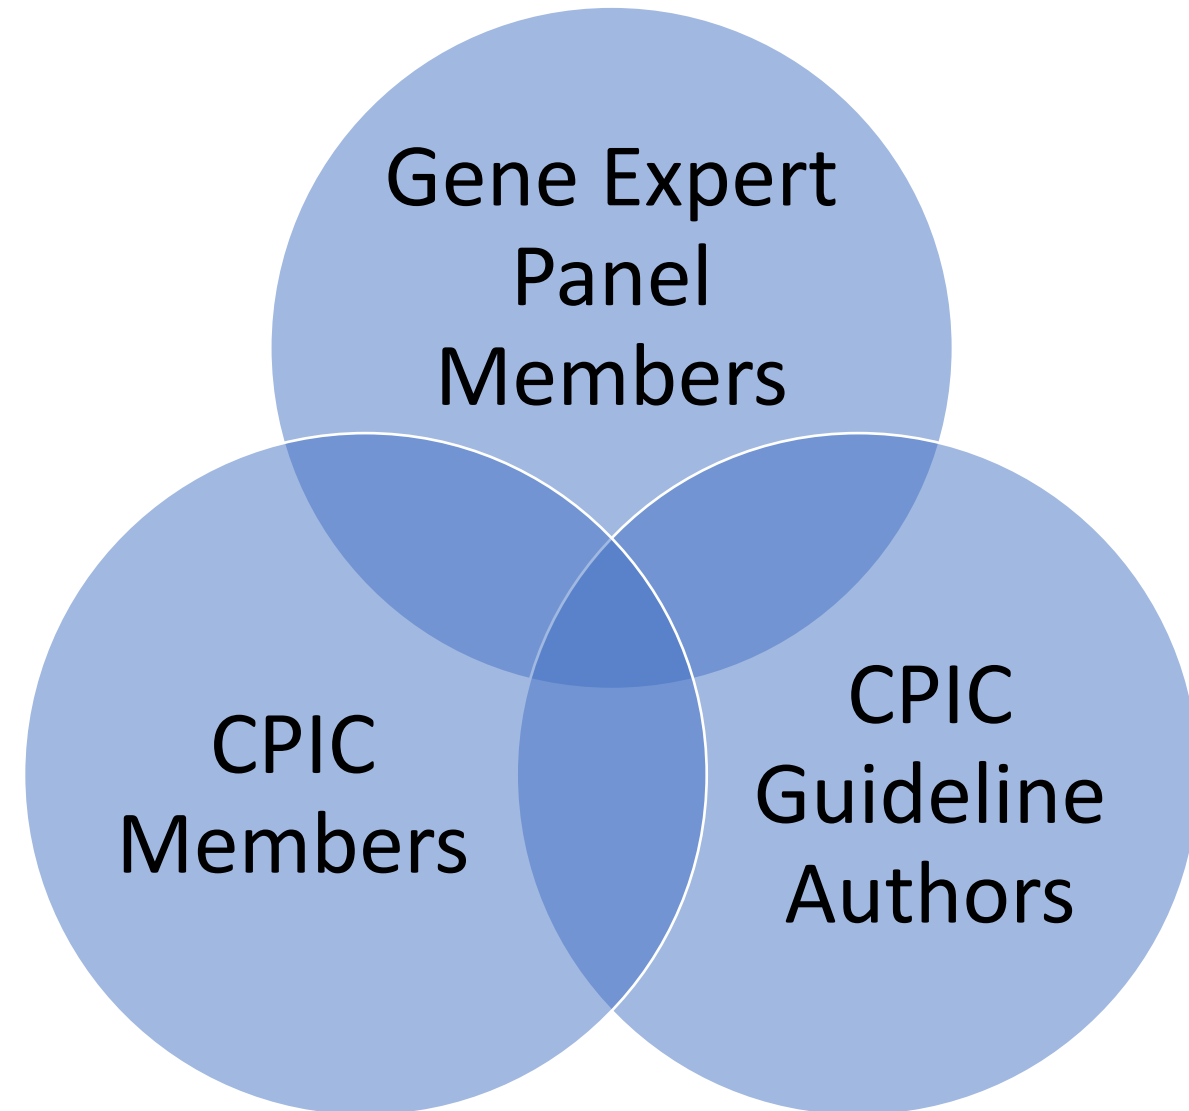 Gene Expert
Panel
Members
CPIC
Members
CPIC
Guideline
Authors